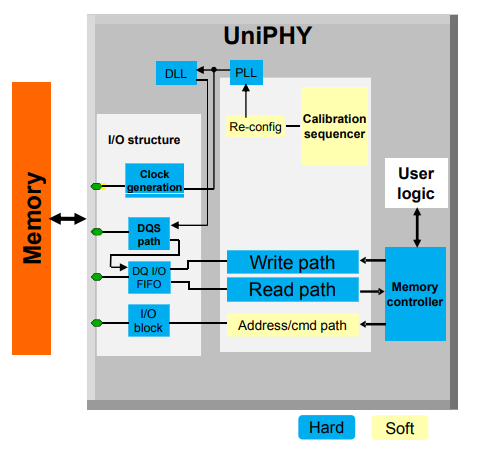 UniPHY
DLL
PLL
Re-config
Calibration
sequencer
I/O structure
Clock
generation
User
logic
Memory
DQS
path
DQ I/O
FIFO
Write path
Read path
Memory
controller
I/O
block
Address/cmd path
Hard
Soft